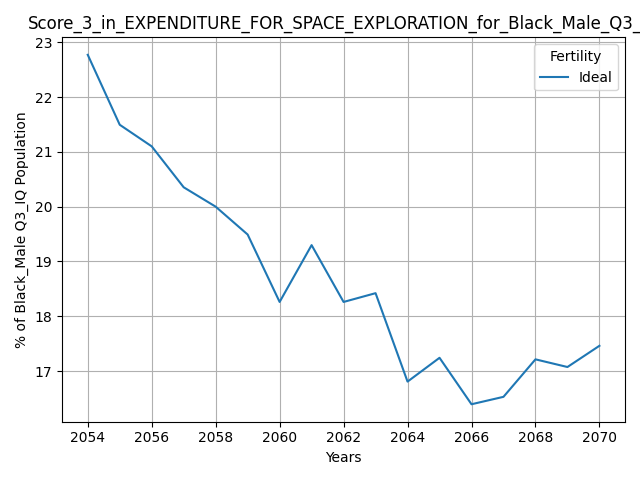 Score_3_in_EXPENDITURE_FOR_SPACE_EXPLORATION_for_Black_Male_Q3_
Fertility
Ideal
% of Black_Male Q3_IQ Population
23
22
21
20
19
18
17
2054 2056 2058 2060 2062 2064 2066 2068 2070
Years